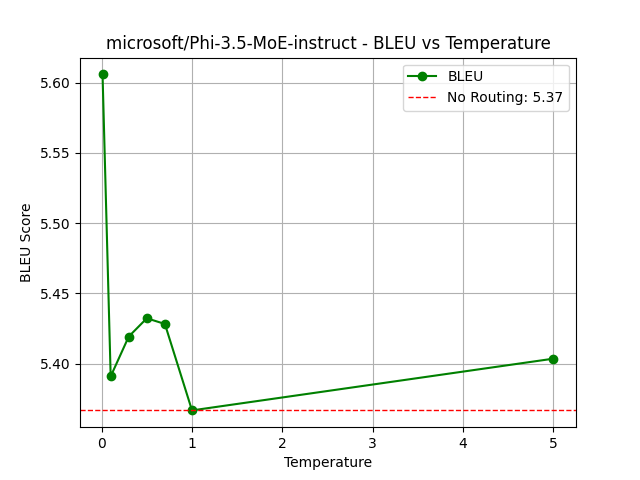 microsoft/Phi-3.5-MoE-instruct - BLEU vs Temperature
BLEU
No Routing: 5.37
5.60
5.55
5.50
5.45
5.40
BLEU Score
0 1 2 3 4 5
Temperature